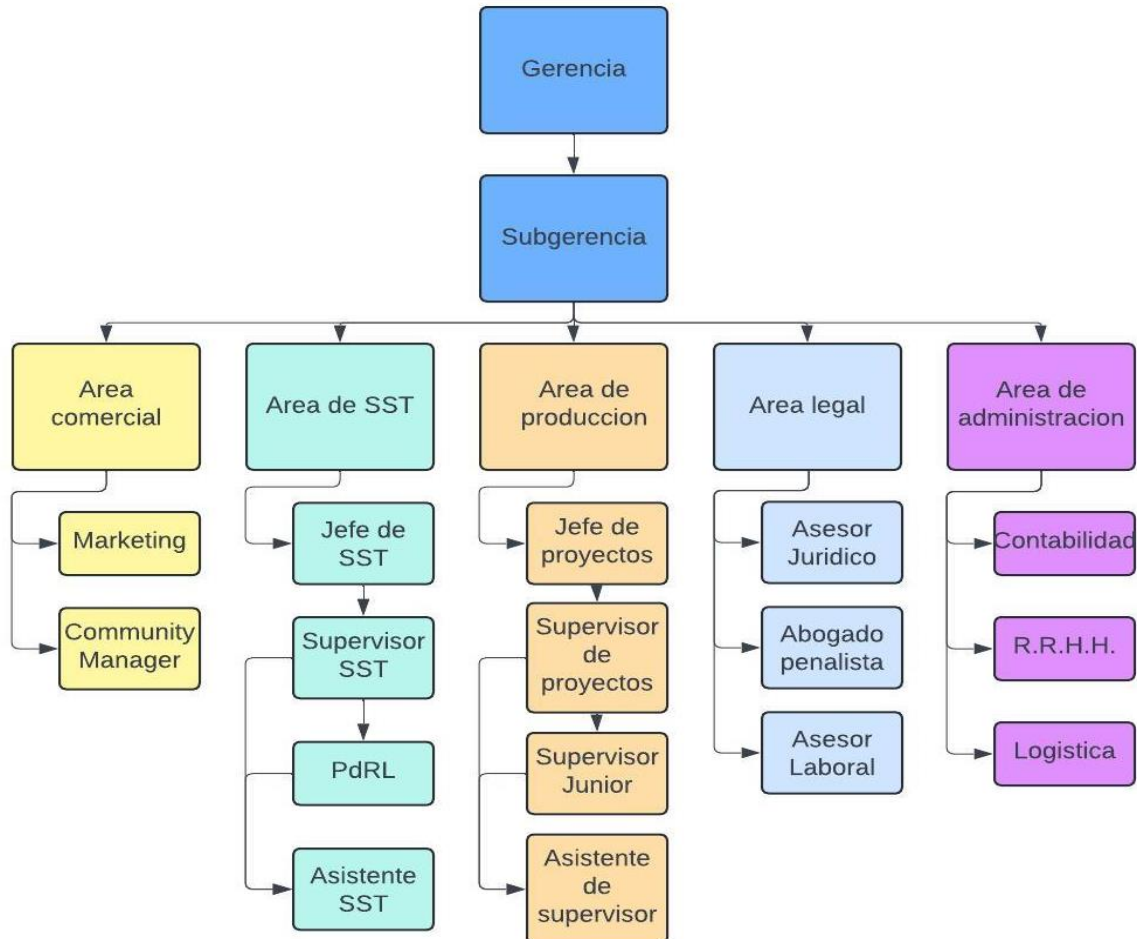 Gerencia
Subgerencia
Area
comercial
Area de SST
Area de
produccion
Area legal
Area de
administracion
Marketing
Community
Manager
Jefe de
SST
Supervisor
SST
PdRL
Asistente
SST
Jefe de
proyectos
Supervisor
de
proyectos
Supervisor
Junior
Asistente
de
supervisor
Asesor
Juridico
Abogado
penalista
Asesor
Laboral
Contabilidad
R.R.H.H.
Logistica